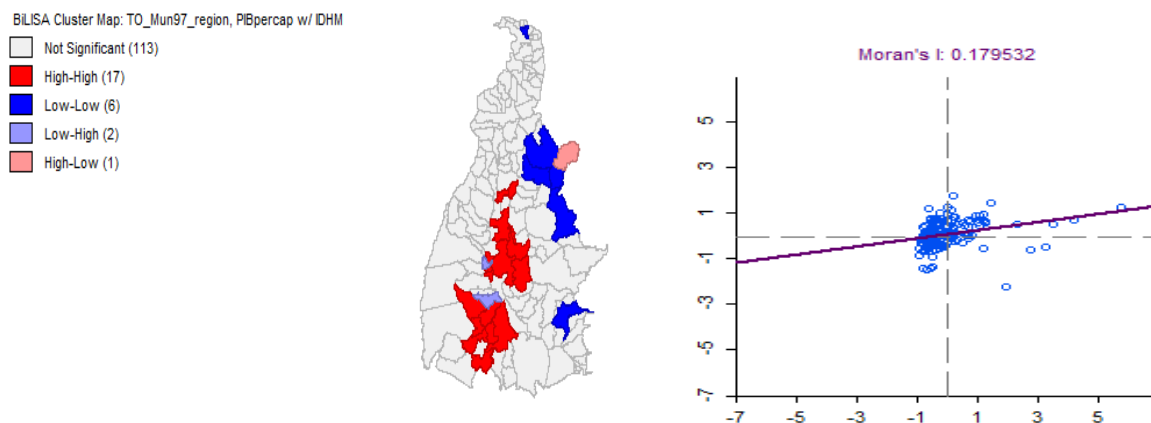 BiLISA Cluster Map: TO_Mun97_region, PIBpercap w/ IDHM
Not Significant (113)
High-High (17)
Low-Low (6)
Low-High (2)
High-Low (1)
Moran's I: 0.179532
5
3
1
-1
-3
-5
-7
-7 -5 -3 -1 1 3 5